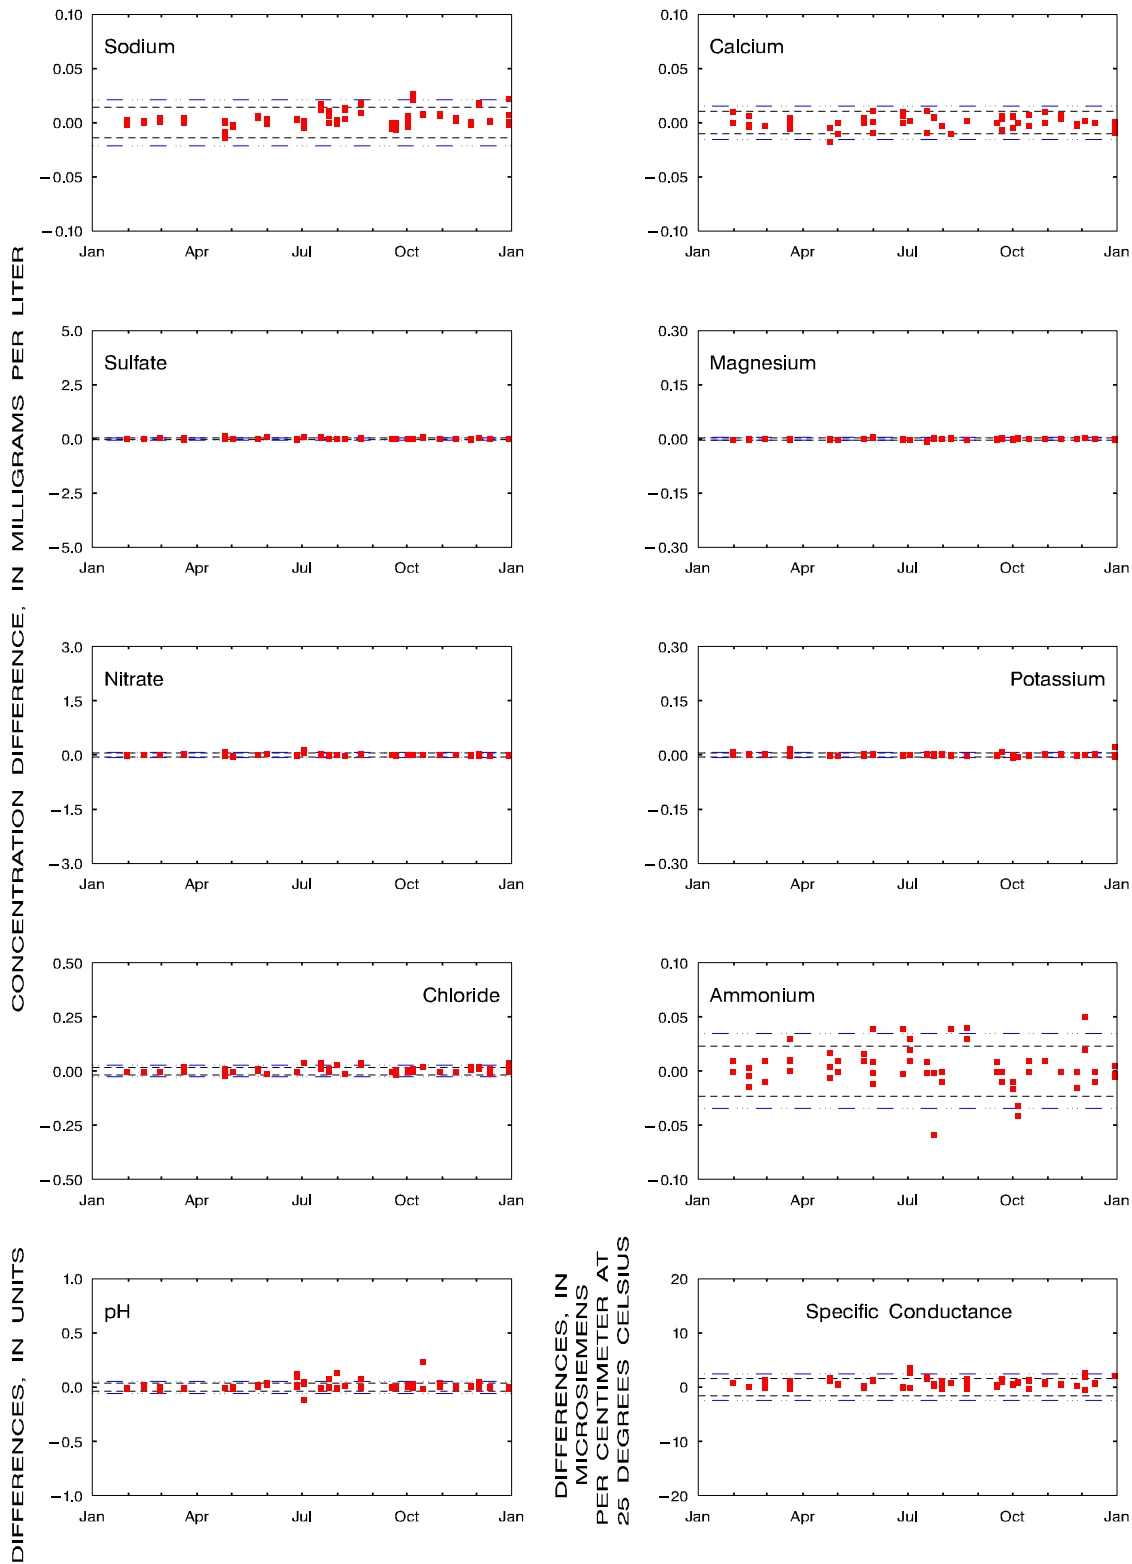 CONCENTRATION DIFFERENCE, IN MILLIGRAMS PER LITER
Sodium
0.10
0.05
0.00
−0.05
−0.10
Jan Apr Jul Oct Jan
Calcium
0.10
0.05
0.00
−0.05
−0.10
Jan Apr Jul Oct Jan
Sulfate
5.0
2.5
0.0
−2.5
−5.0
Jan Apr Jul Oct Jan
Magnesium
0.30
0.15
0.00
−0.15
−0.30
Jan Apr Jul Oct Jan
Nitrate
3.0
1.5
0.0
−1.5
−3.0
Jan Apr Jul Oct Jan
Potassium
0.30
0.15
0.00
−0.15
−0.30
Jan Apr Jul Oct Jan
Chloride
0.50
0.25
0.00
−0.25
−0.50
Jan Apr Jul Oct Jan
Ammonium
0.10
0.05
0.00
−0.05
−0.10
Jan Apr Jul Oct Jan
DIFFERENCES, IN UNITS
pH
1.0
0.5
0.0
−0.5
−1.0
Jan Apr Jul Oct Jan
DIFFERENCES, IN
MICROSIEMENS
PER CENTIMETER AT
25 DEGREES CELSIUS
Specific Conductance
20
10
0
−10
−20
Jan Apr Jul Oct Jan